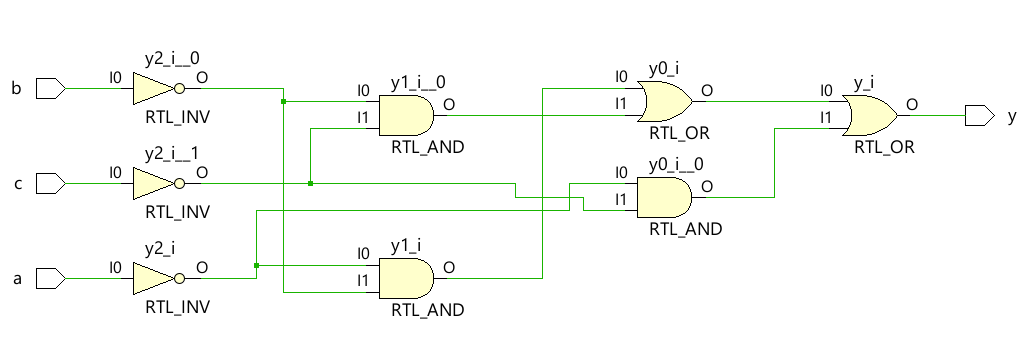 y2_i__0
b I0 O
RTL_INV
y2_i__1
c I0 O
RTL_INV
y2_i
a I0 O
RTL_INV
y1_i__0
I0
I1 O
RTL_AND
y1_i
I0
I1 O
RTL_AND
y0_i
I0
I1 O
RTL_OR
y0_i__0
I0
I1 O
RTL_AND
y_i
I0
I1 O
RTL_OR
y